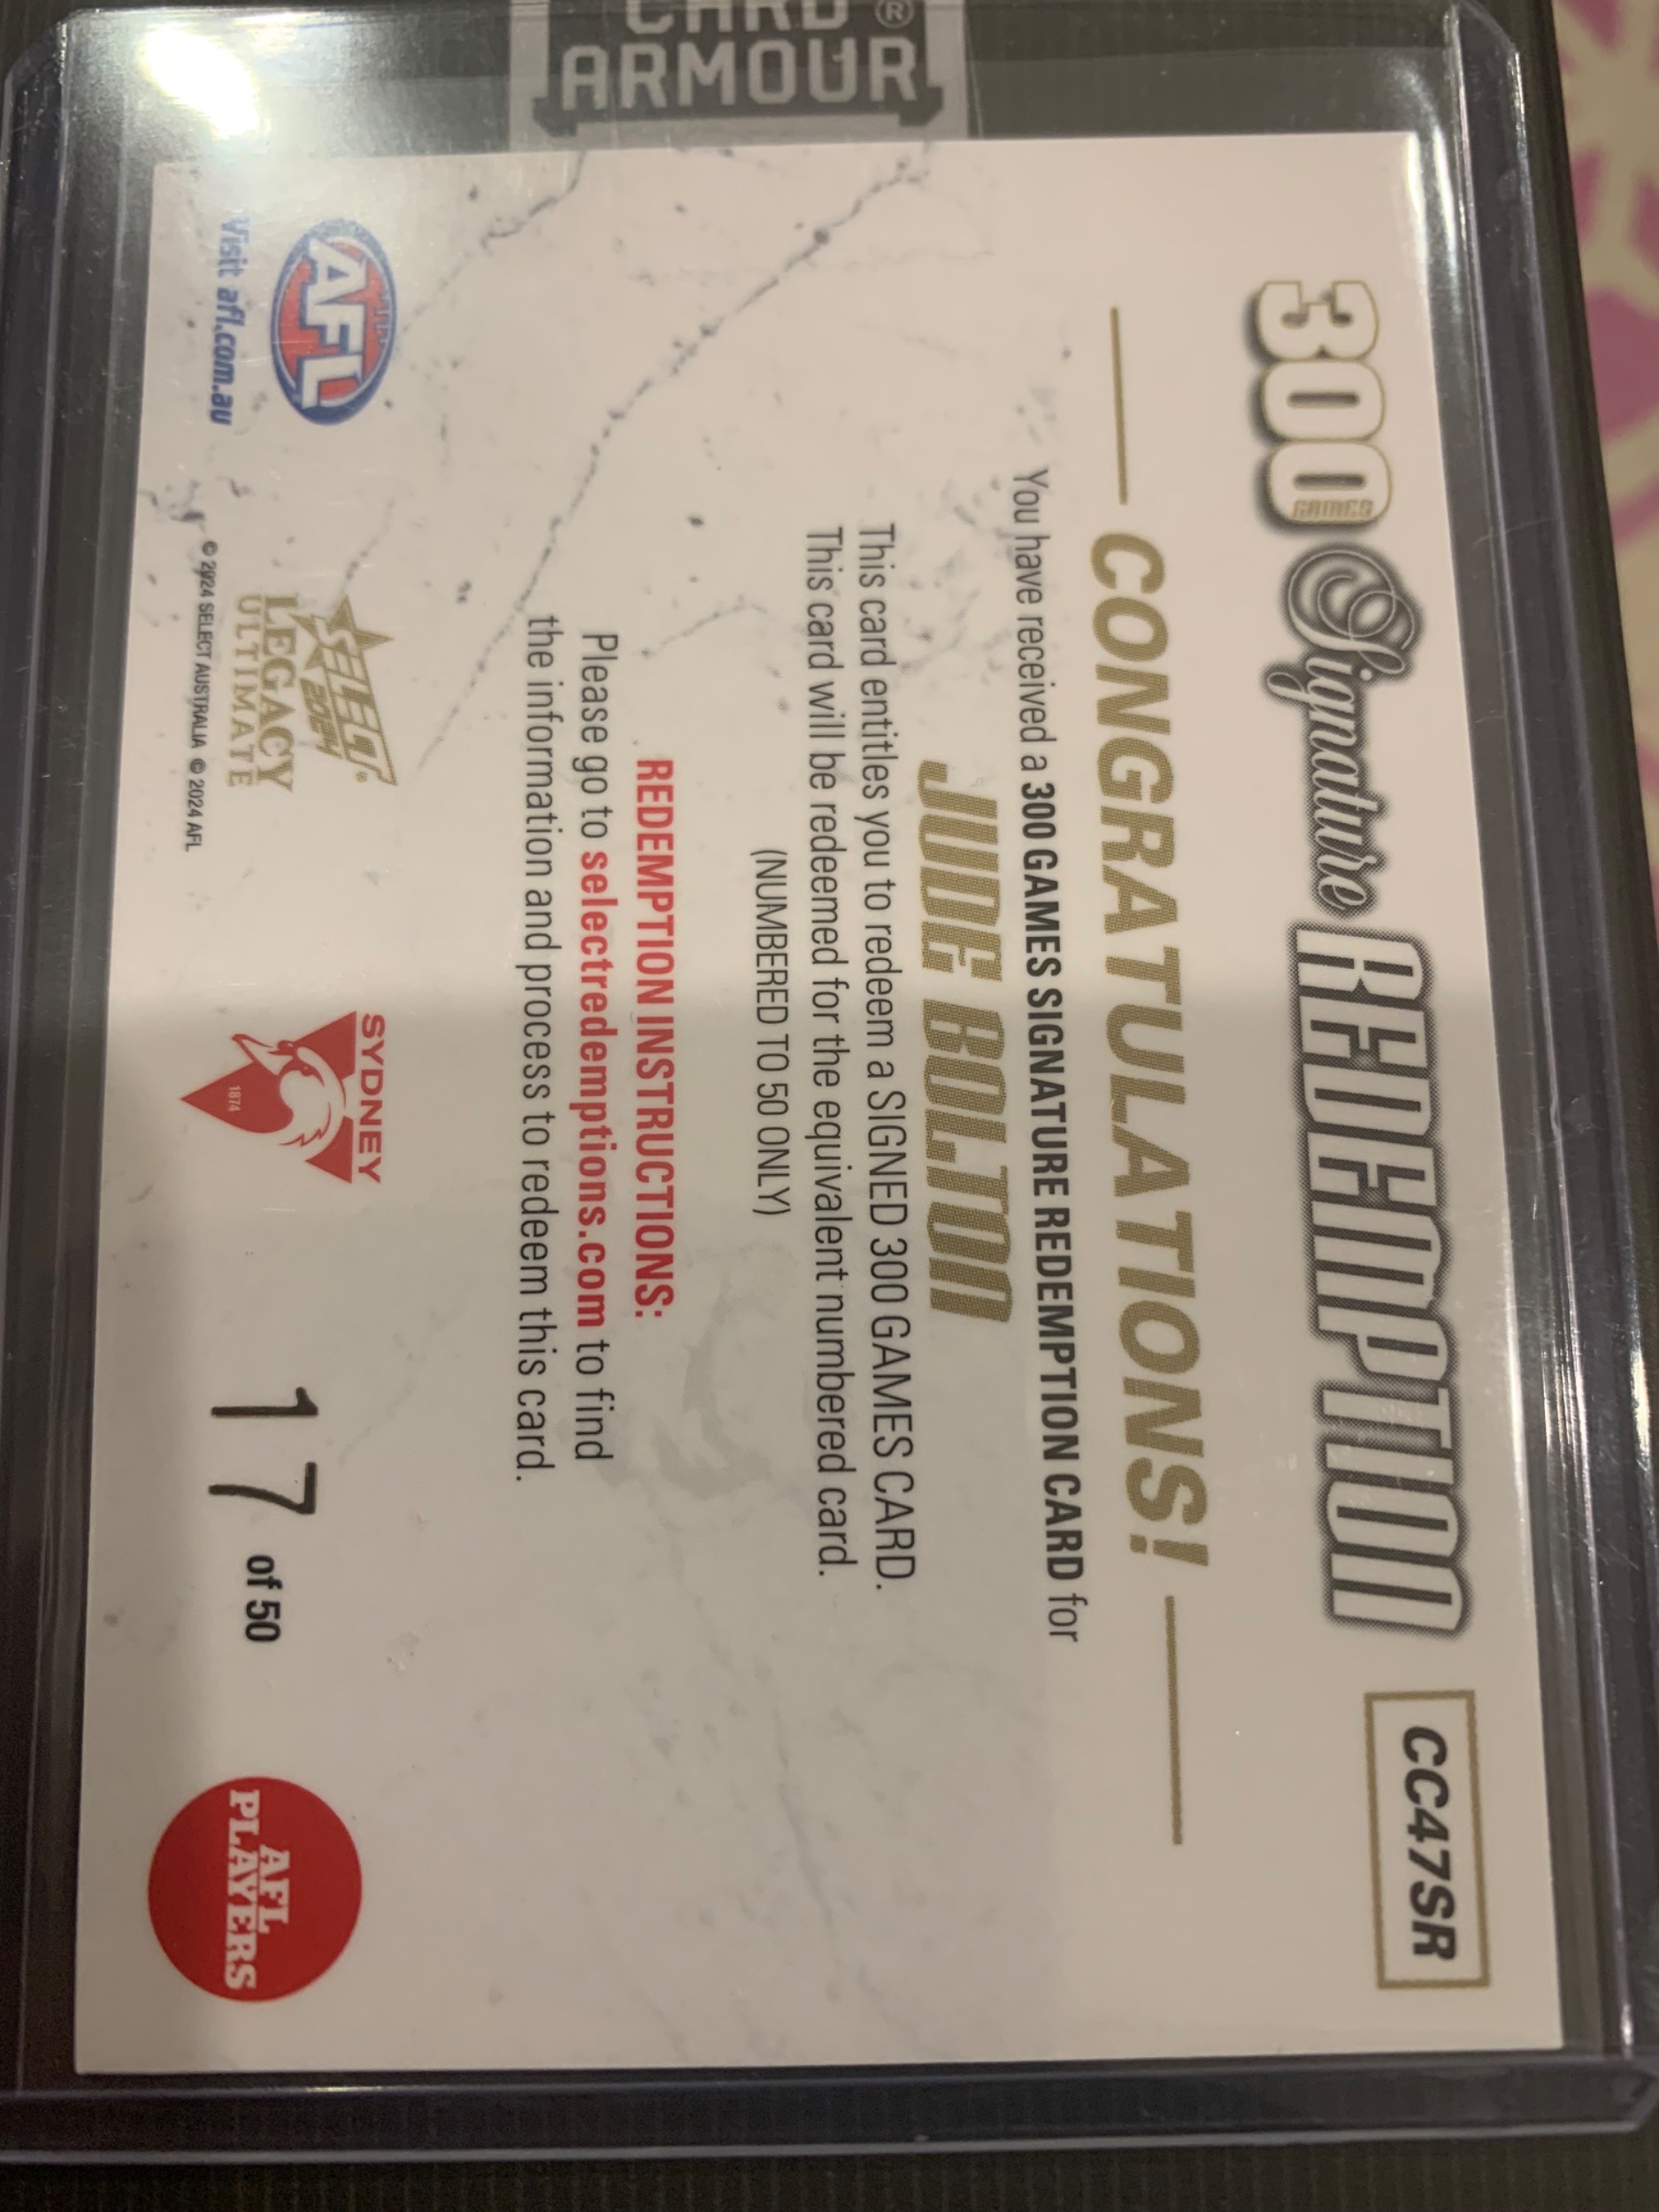 CARD ®
ARMOUR
300 GAMES Signature REDEMPTION
CC47SR
CONGRATULATIONS!
You have received a 300 GAMES SIGNATURE REDEMPTION CARD for
JUDE BOLTON
This card entitles you to redeem a SIGNED 300 GAMES CARD.
This card will be redeemed for the equivalent numbered card.
(NUMBERED TO 50 ONLY)
REDEMPTION INSTRUCTIONS:
Please go to selectredemptions.com to find
the information and process to redeem this card.
AFL
Visit afl.com.au
SELECT ®
2024
LEGACY
ULTIMATE
© 2024 SELECT AUSTRALIA © 2024 AFL
SYDNEY
1874
17 of 50
AFL
PLAYERS